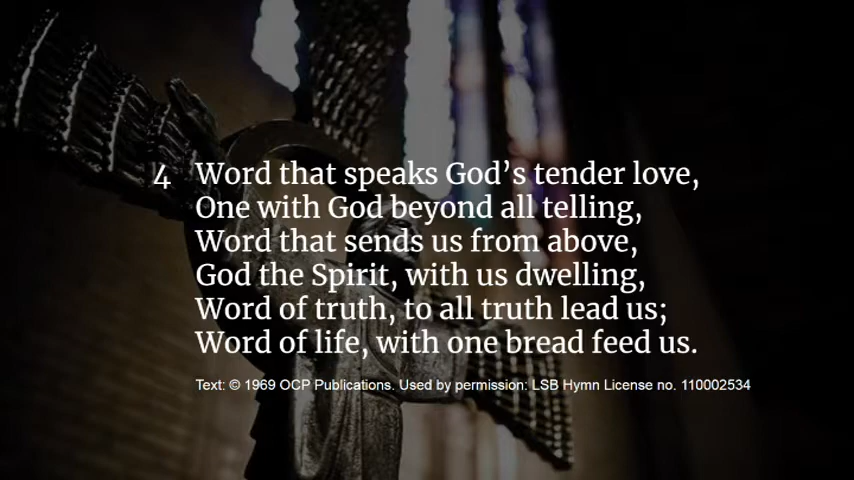 4 Word that speaks God’s tender love,
One with God beyond all telling,
Word that sends us from above,
God the Spirit, with us dwelling,
Word of truth, to all truth lead us;
Word of life, with one bread feed us.
Text: © 1969 OCP Publications. Used by permission: LSB Hymn License no. 110002534